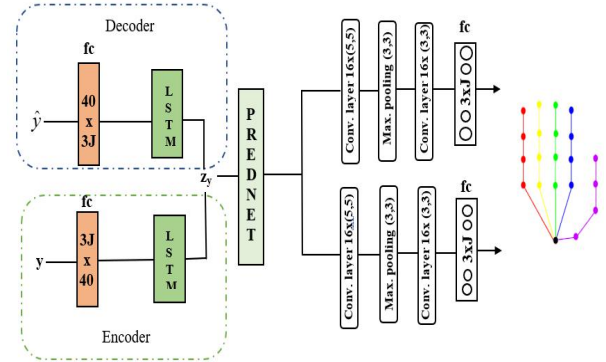 Decoder
fc
40
x
3J
L
S
T
M
ŷ
z_y
fc
3J
x
40
L
S
T
M
y
Encoder
P
R
E
D
N
E
T
Conv. layer 16x(5,5)
Max. pooling (3,3)
Conv. layer 16x (3,3)
fc
3xJ
Conv. layer 16x(5,5)
Max. pooling (3,3)
Conv. layer 16x (3,3)
fc
3xJ